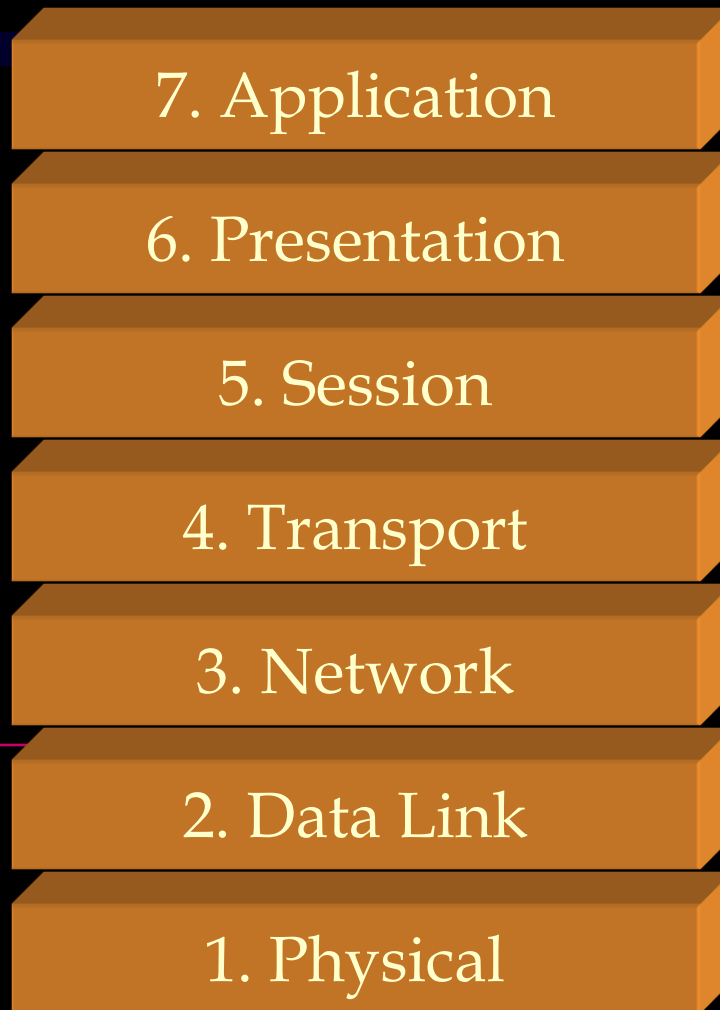 7. Application
6. Presentation
5. Session
4. Transport
3. Network
2. Data Link
1. Physical